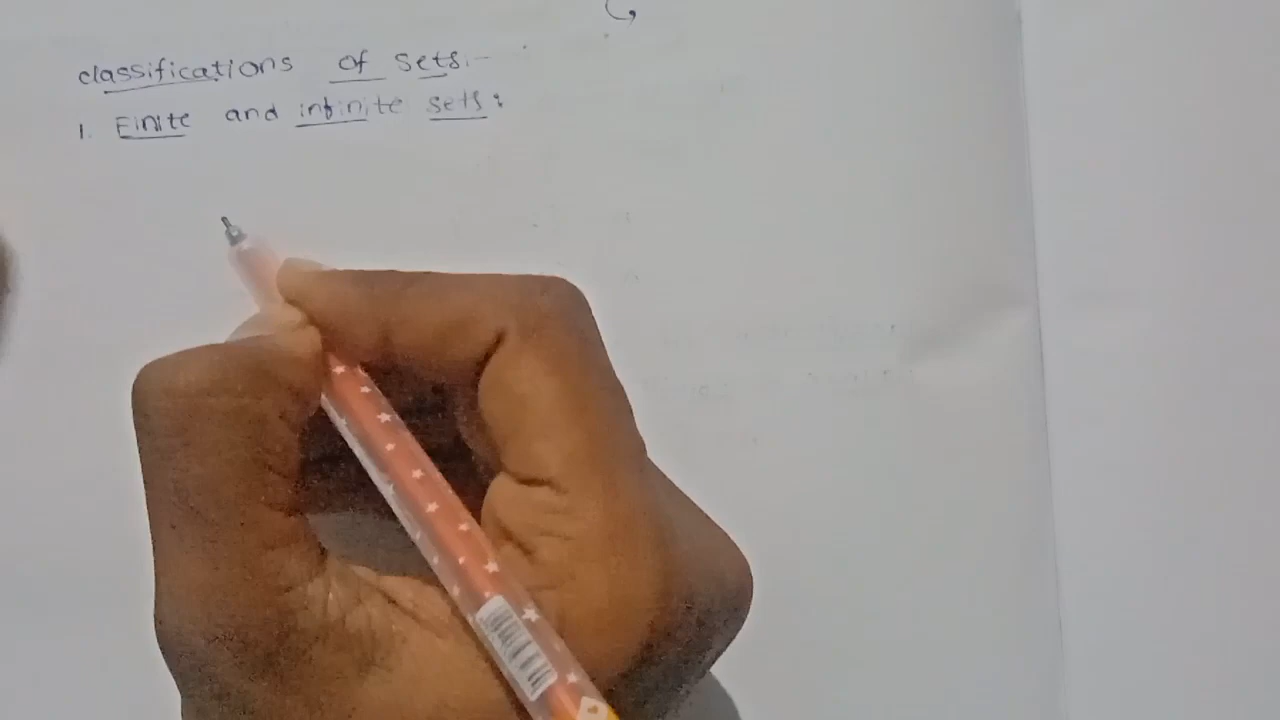 classifications of sets:-
1. Finite and infinite sets: